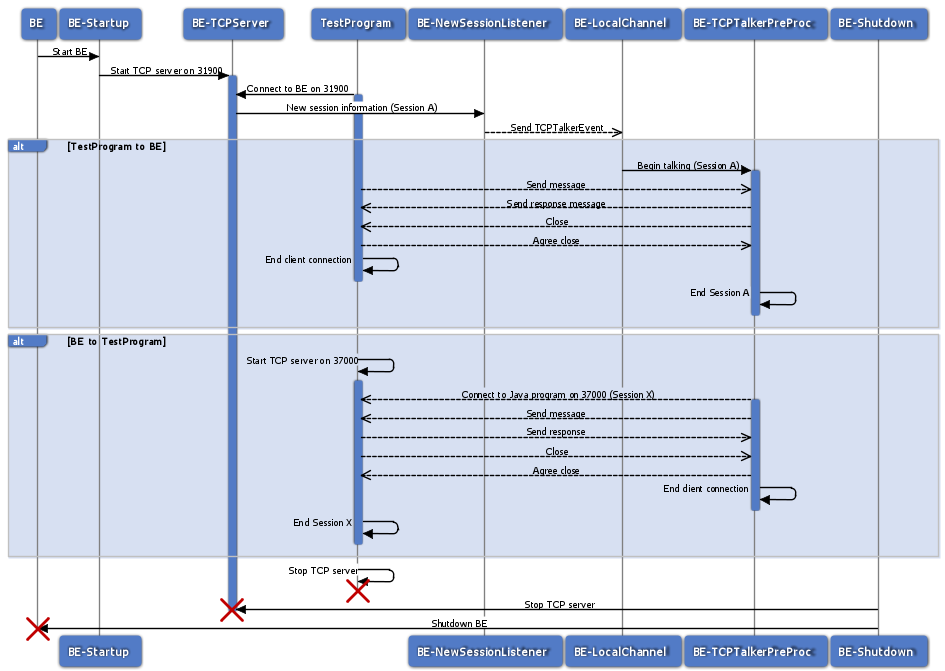 BE BE-Startup BE-TCPServer TestProgram BE-NewSessionListener BE-LocalChannel BE-TCPTalkerPreProc BE-Shutdown
Start BE
Start TCP server on 31900
Connect to BE on 31900
New session information (Session A)
Send TCPTalkerEvent
alt [TestProgram to BE]
Begin talking (Session A)
Send message
Send response message
Close
Agree close
End client connection
End Session A
alt [BE to TestProgram]
Start TCP server on 37000
Connect to Java program on 37000 (Session X)
Send message
Send response
Close
Agree close
End client connection
End Session X
Stop TCP server
Stop TCP server
Shutdown BE
BE-Startup BE-NewSessionListener BE-LocalChannel BE-TCPTalkerPreProc BE-Shutdown